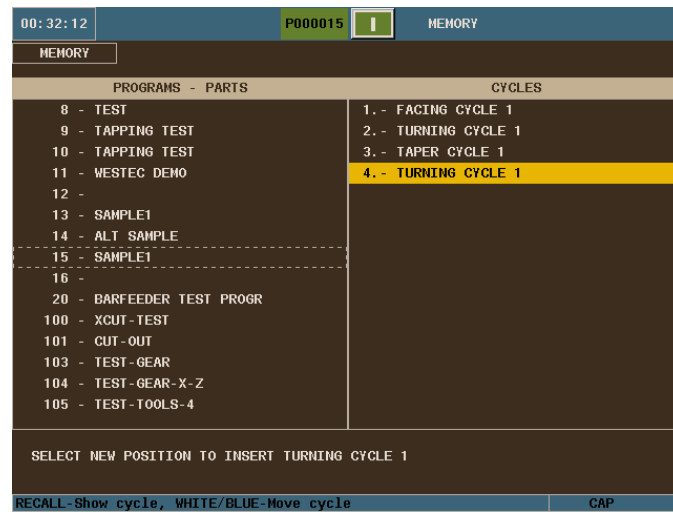 00:32:12 P000015 I MEMORY
MEMORY
PROGRAMS - PARTS CYCLES
8 - TEST 1.- FACING CYCLE 1
9 - TAPPING TEST 2.- TURNING CYCLE 1
10 - TAPPING TEST 3.- TAPER CYCLE 1
11 - WESTEC DEMO 4.- TURNING CYCLE 1
12 -
13 - SAMPLE1
14 - ALT SAMPLE
15 - SAMPLE1
16 -
20 - BARFEEDER TEST PROGR
100 - XCUT-TEST
101 - CUT-OUT
103 - TEST-GEAR
104 - TEST-GEAR-X-Z
105 - TEST-TOOLS-4
SELECT NEW POSITION TO INSERT TURNING CYCLE 1
RECALL-Show cycle, WHITE/BLUE-Move cycle CAP